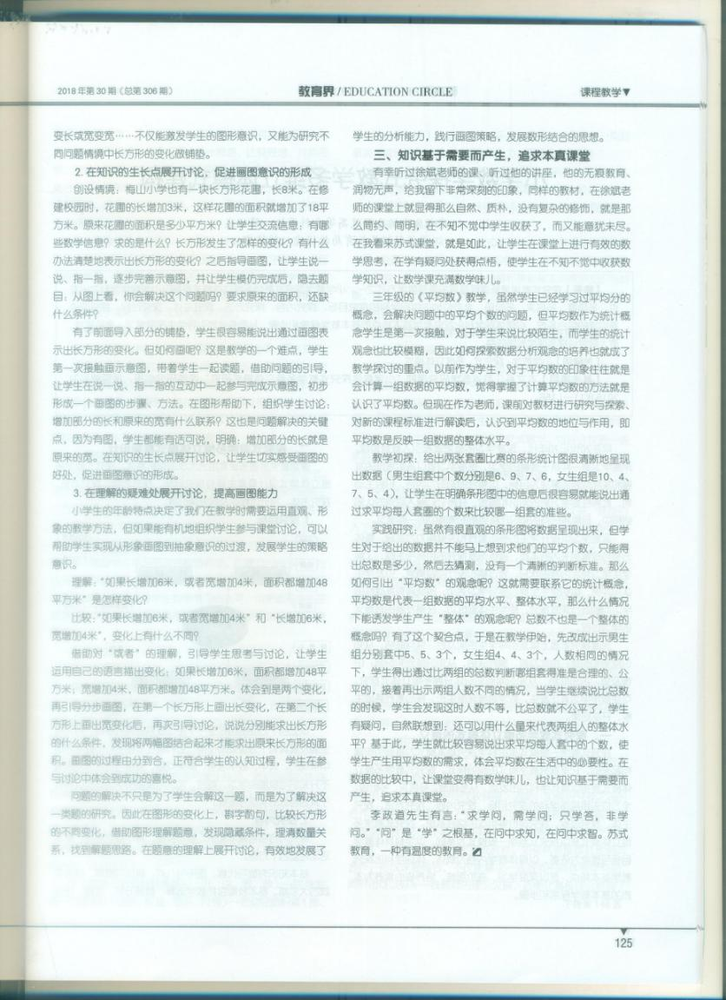 2018 年第 30 期（总第 306 期）
教育界 / EDUCATION CIRCLE
课程教学▼
变长或宽变宽……不仅能激发学生的图形意识，又能为研究不
同问题情境中长方形的变化做铺垫。
2. 在知识的生长点展开讨论，促进画图意识的形成
创设情境：梅山小学也有一块长方形花圃，长8米。在修
建校园时，花圃的长增加3米，这样花圃的面积就增加了18平
方米。原来花圃的面积是多少平方米？让学生交流信息：有哪
些数学信息？求的是什么？长方形发生了怎样的变化？有什么
办法清楚地表示出长方形的变化？之后指导画图，让学生说一
说、指一指，逐步完善示意图，并让学生模仿完成后，隐去题
目：从图上看，你会解决这个问题吗？要求原来的面积，还缺
什么条件？
有了前面导入部分的铺垫，学生很容易能说出通过画图表
示出长方形的变化。但如何画呢？这是教学的一个难点，学生
第一次接触画示意图，带着学生一起读题，借助问题的引导，
让学生在说一说、指一指的互动中一起参与完成示意图，初步
形成一个画图的步骤、方法。在图形帮助下，组织学生讨论：
增加部分的长和原来的宽有什么联系？这也是问题解决的关键
点，因为有图，学生都能有话可说，明确：增加部分的长就是
原来的宽。在知识的生长点展开讨论，让学生切实感受画图的
好处，促进画图意识的形成。
3. 在理解的疑难处展开讨论，提高画图能力
小学生的年龄特点决定了我们在教学时需要运用直观、形
象的教学方法，但如果能有机地组织学生参与课堂讨论，可以
帮助学生实现从形象画图到抽象意识的过渡，发展学生的策略
意识。
理解：“如果长增加6米，或者宽增加4米，面积都增加48
平方米”是怎样变化？
比较：“如果长增加6米，或者宽增加4米”和“长增加6米，
宽增加4米”，变化上有什么不同？
借助对“或者”的理解，引导学生思考与讨论，让学生
运用自己的语言描出变化：如果长增加6米，面积都增加48平
方米；宽增加4米，面积都增加48平方米。体会到是两个变化，
再引导分步画图，在第一个长方形上画出长变化，在第二个长
方形上画出宽变化后，再次引导讨论，说说分别能求出长方形
的什么条件，发现将两幅图结合起来才能求出原来长方形的面
积。画图的过程由分到合，正符合学生的认知过程，学生在参
与讨论中体会到成功的喜悦。
问题的解决不只是为了学生会解这一题，而是为了解决这
一类题的研究。因此在图形的变化上，斟字酌句，比较长方形
的不同变化，借助图形理解题意，发现隐藏条件，理清数量关
系，找到解题思路。在题意的理解上展开讨论，有效地发展了
学生的分析能力，践行画图策略，发展数形结合的思想。
三、知识基于需要而产生，追求本真课堂
有幸听过徐斌老师的课、听过他的讲座，他的无痕教育、
润物无声，给我留下非常深刻的印象，同样的教材，在徐斌老
师的课堂上就显得那么自然、质朴，没有复杂的修饰，就是那
么简约、简明，在不知不觉中学生收获了，而又能意犹未尽。
在我看来苏式课堂，就是如此，让学生在课堂上进行有效的数
学思考，在学有疑问处获得点悟，使学生在不知不觉中收获数
学知识，让数学课充满数学味儿。
三年级的《平均数》教学，虽然学生已经学习过平均分的
概念，会解决问题中的平均个数的问题，但平均数作为统计概
念学生是第一次接触，对于学生来说比较陌生，而学生的统计
观念也比较模糊，因此如何探索数据分析观念的培养也就成了
教学探讨的重点。以前作为学生，对于平均数的印象往往就是
会计算一组数据的平均数，觉得掌握了计算平均数的方法就是
认识了平均数。但现在作为老师，课前对教材进行研究与探索、
对新的课程标准进行解读后，认识到平均数的地位与作用，即
平均数是反映一组数据的整体水平。
教学初探：给出两张套圈比赛的条形统计图很清晰地呈现
出数据（男生组套中个数分别是6、9、7、6，女生组是10、4、
7、5、4），让学生在明确条形图中的信息后很容易就能说出通
过求平均每人套圈的个数来比较哪一组套的准些。
实践研究：虽然有很直观的条形图将数据呈现出来，但学
生对于给出的数据并不能马上想到求他们的平均个数，只能得
出总数是多少，然后去猜测，没有一个清晰的判断标准。那么
如何引出“平均数”的观念呢？这就需要联系它的统计概念，
平均数是代表一组数据的平均水平、整体水平，那么什么情况
下能诱发学生产生“整体”的观念呢？总数不也是一个整体的
概念吗？有了这个契合点，于是在教学伊始，先改成出示男生
组分别套中5、5、3个，女生组4、4、3个，人数相同的情况
下，学生得出通过比两组的总数判断哪组套得准是合理的、公
平的，接着再出示两组人数不同的情况，当学生继续说比总数
的时候，学生会发现这时人数不等，比总数就不公平了，学生
有疑问，自然联想到：还可以用什么量来代表两组人的整体水
平？基于此，学生就比较容易说出求平均每人套中的个数，使
学生产生用平均数的需求，体会平均数在生活中的必要性。在
数据的比较中，让课堂变得有数学味儿，也让知识基于需要而
产生，追求本真课堂。
李政道先生有言：“求学问，需学问；只学答，非学
问。”“问”是“学”之根基，在问中求知，在问中求智。苏式
教育，一种有温度的教育。
125